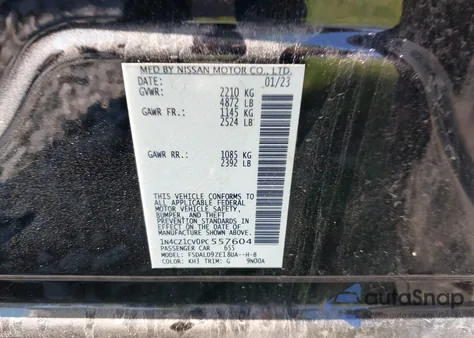 MFD BY NISSAN MOTOR CO., LTD.
DATE: 01/23
GVWR: 2210 KG
4872 LB
GAWR FR.: 1145 KG
2524 LB
GAWR RR.: 1085 KG
2392 LB
THIS VEHICLE CONFORMS TO
ALL APPLICABLE FEDERAL
MOTOR VEHICLE SAFETY,
BUMPER, AND THEFT
PREVENTION STANDARDS IN
EFFECT ON THE DATE OF
MANUFACTURE SHOWN ABOVE.
1N4CZ1CV0PC557604
PASSENGER CAR 655
MODEL: FSDALD9ZE18UA--H-8
COLOR: KH3 TRIM: G 9N00A
autoSnap